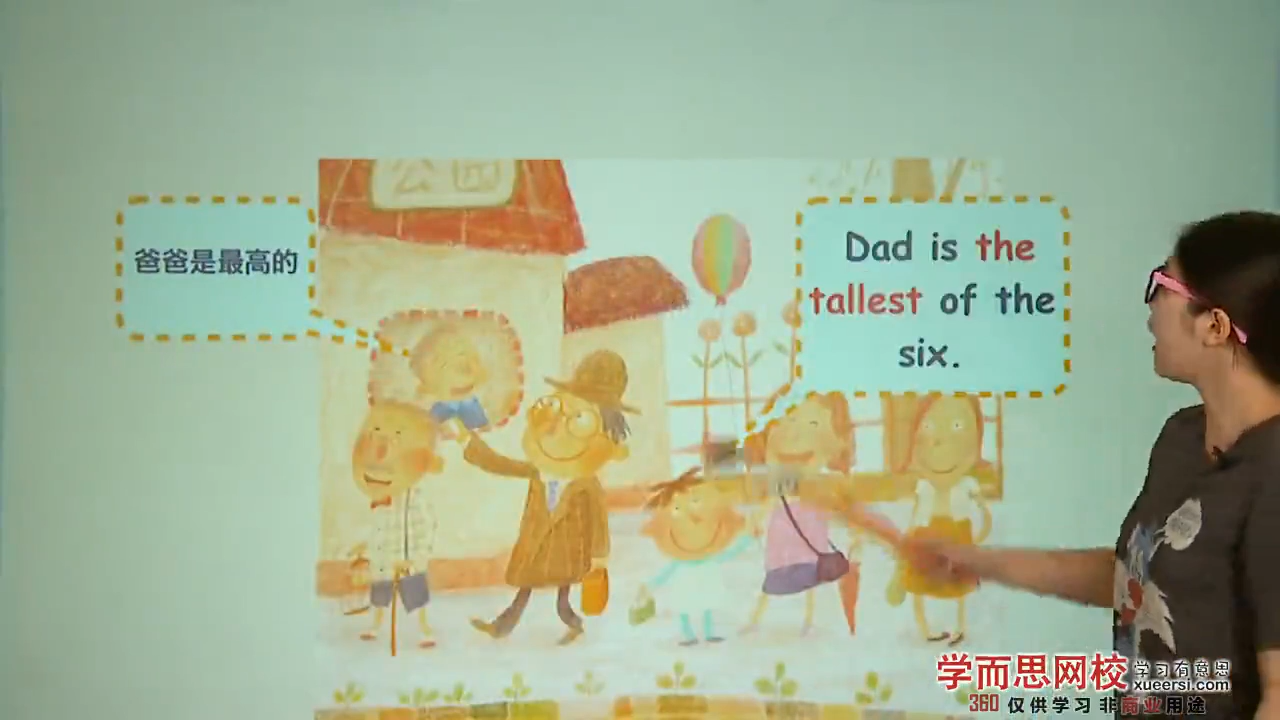 公园
爸爸是最高的
Dad is the
tallest of the
six.
学而思网校
学习有意思
xueersi.com
360 仅供学习 非商业用途